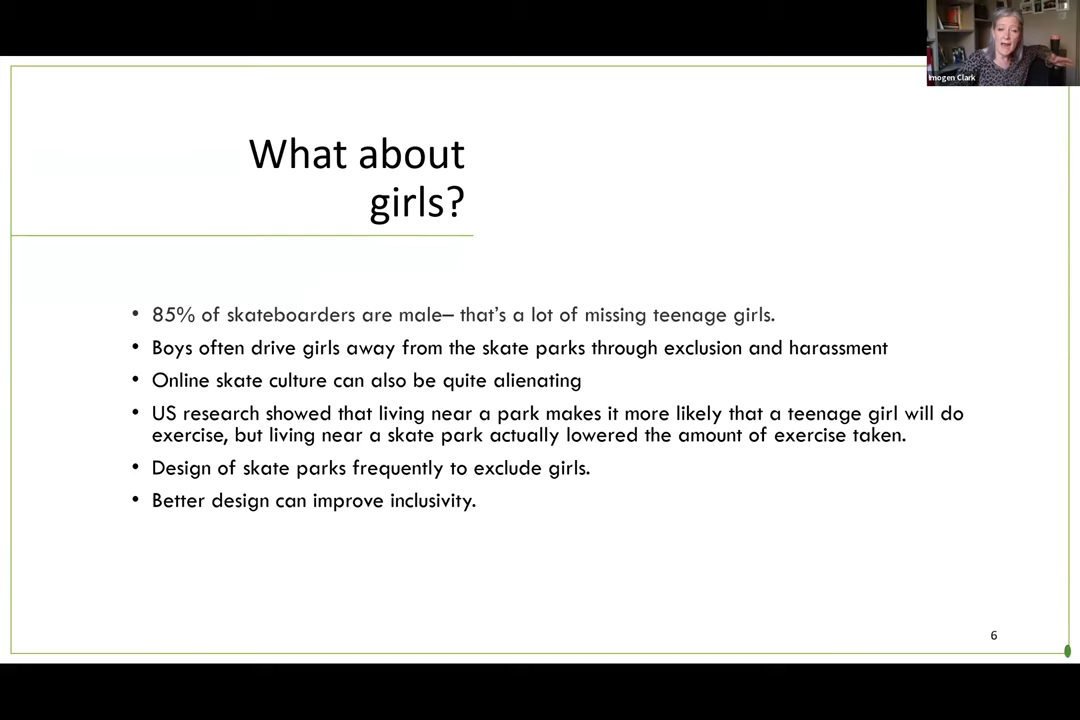 Imogen Clark
What about
girls?
• 85% of skateboarders are male– that's a lot of missing teenage girls.
• Boys often drive girls away from the skate parks through exclusion and harassment
• Online skate culture can also be quite alienating
• US research showed that living near a park makes it more likely that a teenage girl will do
exercise, but living near a skate park actually lowered the amount of exercise taken.
• Design of skate parks frequently to exclude girls.
• Better design can improve inclusivity.
6